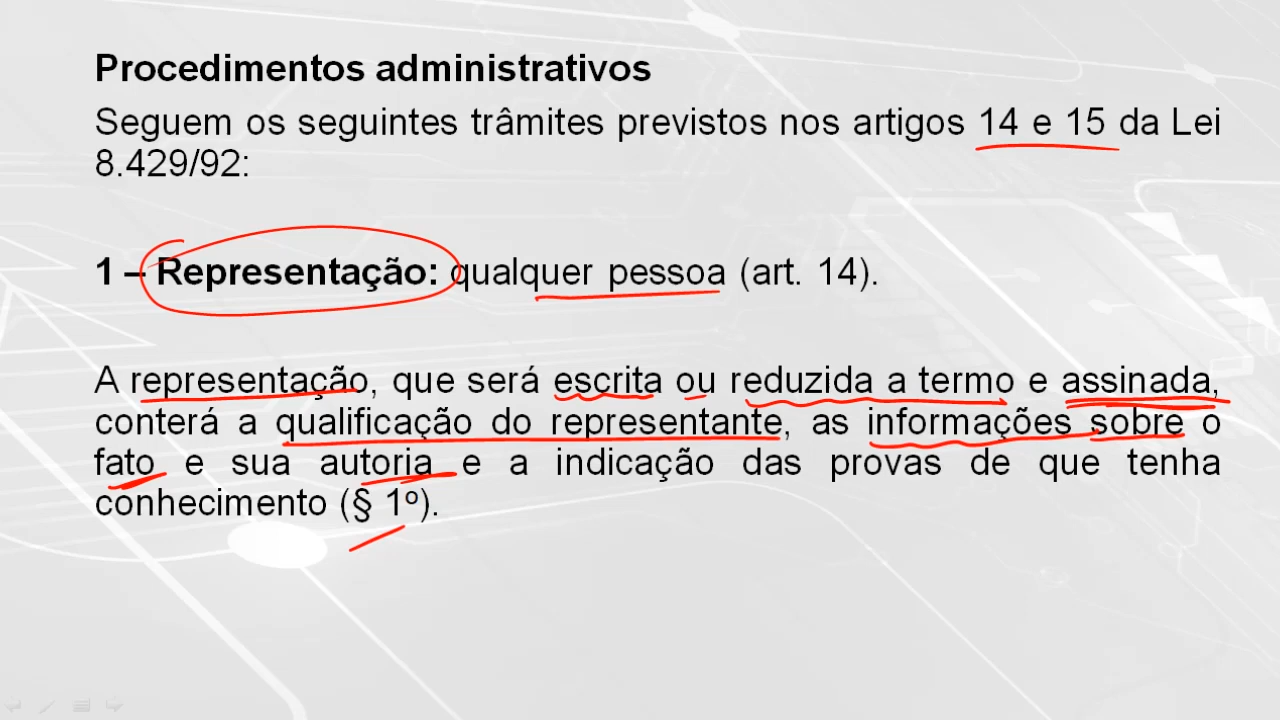 Procedimentos administrativos
Seguem os seguintes trâmites previstos nos artigos 14 e 15 da Lei
8.429/92:
1 – Representação: qualquer pessoa (art. 14).
A representação, que será escrita ou reduzida a termo e assinada,
conterá a qualificação do representante, as informações sobre o
fato e sua autoria e a indicação das provas de que tenha
conhecimento (§ 1º).